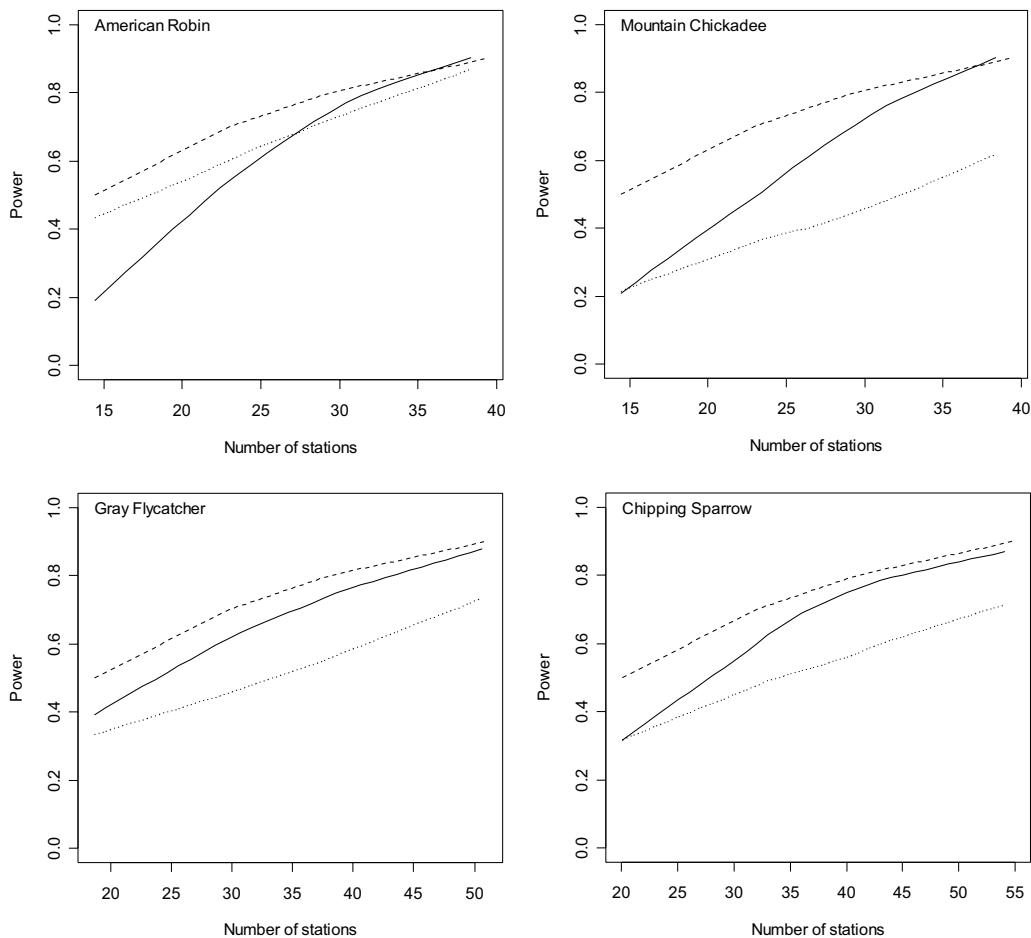 American Robin
1.0
0.8
0.6
0.4
0.2
0.0
Power
15 20 25 30 35 40
Number of stations
Mountain Chickadee
1.0
0.8
0.6
0.4
0.2
0.0
Power
15 20 25 30 35 40
Number of stations
Gray Flycatcher
1.0
0.8
0.6
0.4
0.2
0.0
Power
20 25 30 35 40 45 50
Number of stations
Chipping Sparrow
1.0
0.8
0.6
0.4
0.2
0.0
Power
20 25 30 35 40 45 50 55
Number of stations